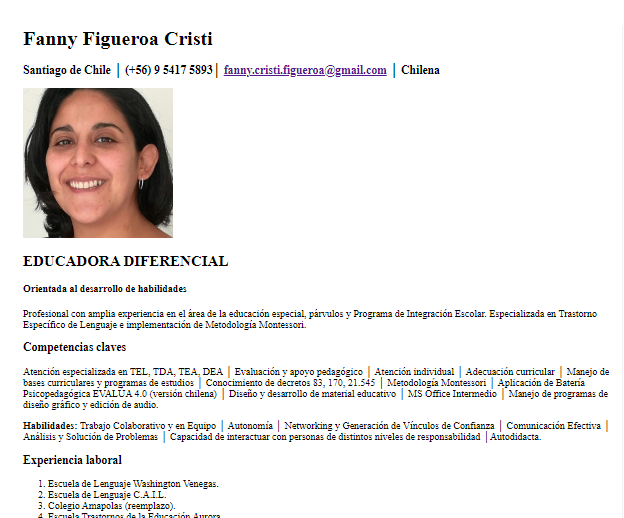 Fanny Figueroa Cristi
Santiago de Chile | (+56) 9 5417 5893| fanny.cristi.figueroa@gmail.com | Chilena
EDUCADORA DIFERENCIAL
Orientada al desarrollo de habilidades
Profesional con amplia experiencia en el área de la educación especial, párvulos y Programa de Integración Escolar. Especializada en Trastorno
Específico de Lenguaje e implementación de Metodología Montessori.
Competencias claves
Atención especializada en TEL, TDA, TEA, DEA | Evaluación y apoyo pedagógico | Atención individual | Adecuación curricular | Manejo de
bases curriculares y programas de estudios | Conocimiento de decretos 83, 170, 21.545 | Metodología Montessori | Aplicación de Batería
Psicopedagógica EVALÚA 4.0 (versión chilena) | Diseño y desarrollo de material educativo | MS Office Intermedio | Manejo de programas de
diseño gráfico y edición de audio.
Habilidades: Trabajo Colaborativo y en Equipo | Autonomía | Networking y Generación de Vínculos de Confianza | Comunicación Efectiva |
Análisis y Solución de Problemas | Capacidad de interactuar con personas de distintos niveles de responsabilidad | Autodidacta.
Experiencia laboral
1. Escuela de Lenguaje Washington Venegas.
2. Escuela de Lenguaje C.A.I.L.
3. Colegio Amapolas (reemplazo).
4. Escuela Trastornos de la Educación Aurora